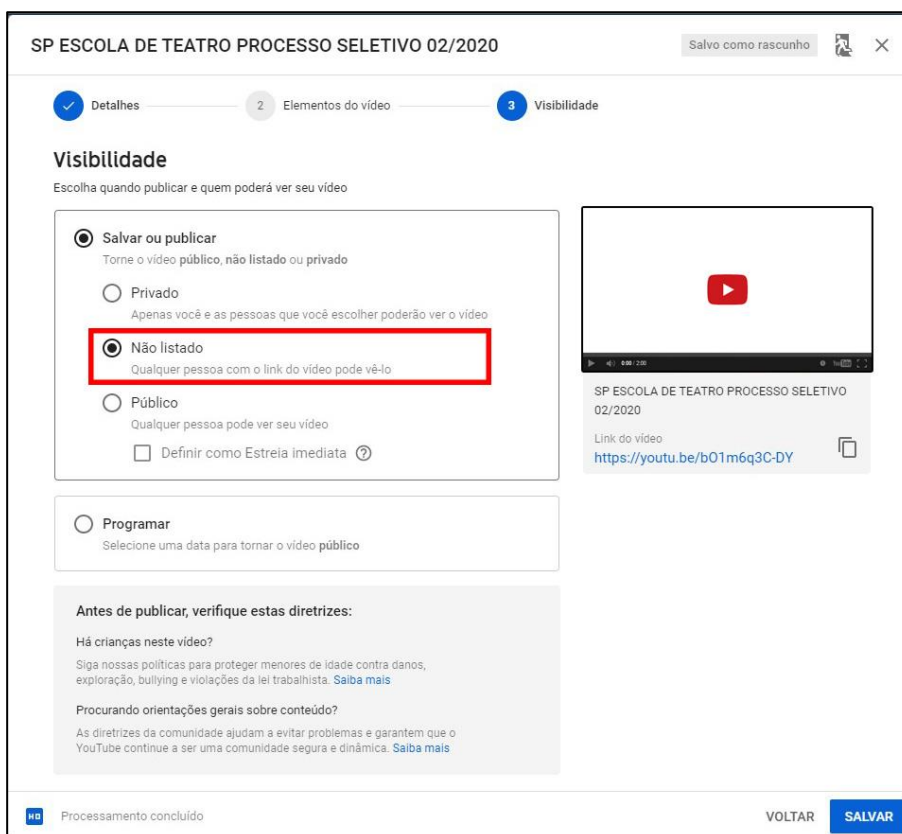 SP ESCOLA DE TEATRO PROCESSO SELETIVO 02/2020
Salvo como rascunho
Detalhes
2 Elementos do vídeo
3 Visibilidade
Visibilidade
Escolha quando publicar e quem poderá ver seu vídeo
Salvar ou publicar
Torne o vídeo público, não listado ou privado
Privado
Apenas você e as pessoas que você escolher poderão ver o vídeo
Não listado
Qualquer pessoa com o link do vídeo pode vê-lo
Público
Qualquer pessoa pode ver seu vídeo
Definir como Estreia imediata ?
Programar
Selecione uma data para tornar o vídeo público
Antes de publicar, verifique estas diretrizes:
Há crianças neste vídeo?
Siga nossas políticas para proteger menores de idade contra danos,
exploração, bullying e violações da lei trabalhista. Saiba mais
Procurando orientações gerais sobre conteúdo?
As diretrizes da comunidade ajudam a evitar problemas e garantem que o
YouTube continue a ser uma comunidade segura e dinâmica. Saiba mais
0:00 / 2:00
YouTube
SP ESCOLA DE TEATRO PROCESSO SELETIVO
02/2020
Link do vídeo
https://youtu.be/bO1m6q3C-DY
HD Processamento concluído
VOLTAR
SALVAR